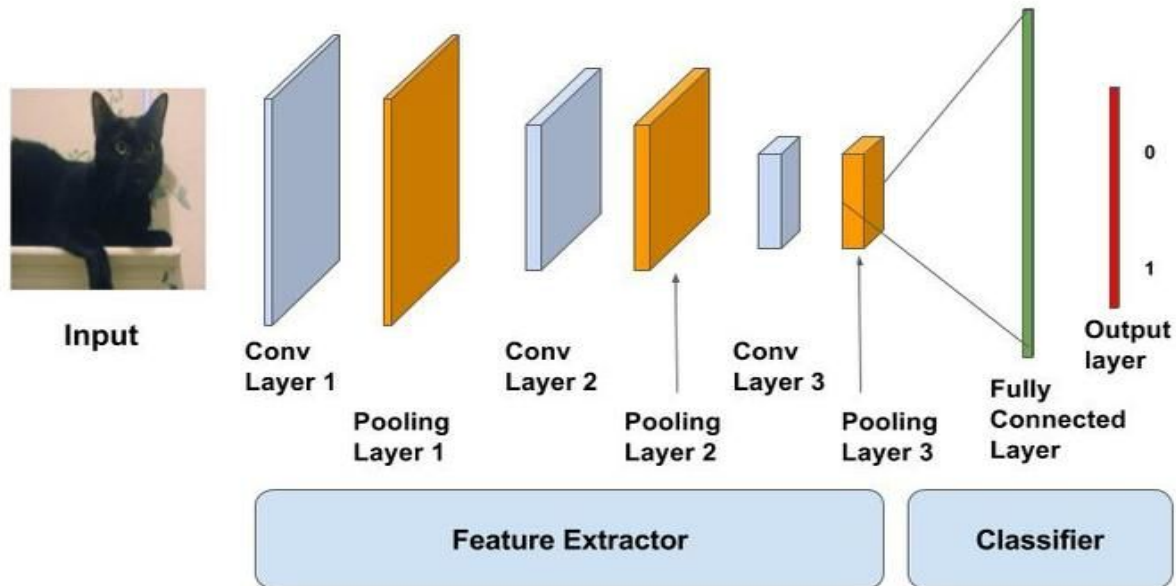 Input
Conv
Layer 1
Pooling
Layer 1
Conv
Layer 2
Pooling
Layer 2
Conv
Layer 3
Pooling
Layer 3
Fully
Connected
Layer
0
1
Output
layer
Feature Extractor
Classifier